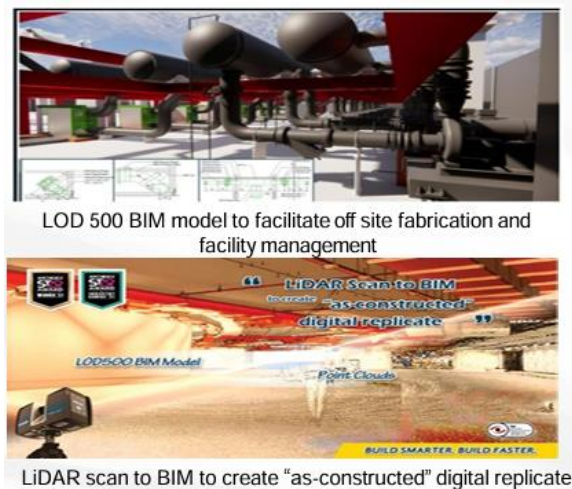 LOD 500 BIM model to facilitate off site fabrication and
facility management
“ LiDAR Scan to BIM
to create “as-constructed”
digital replicate ”
LOD500 BIM Model
Point Clouds
BUILD SMARTER. BUILD FASTER.
LiDAR scan to BIM to create “as-constructed” digital replicate